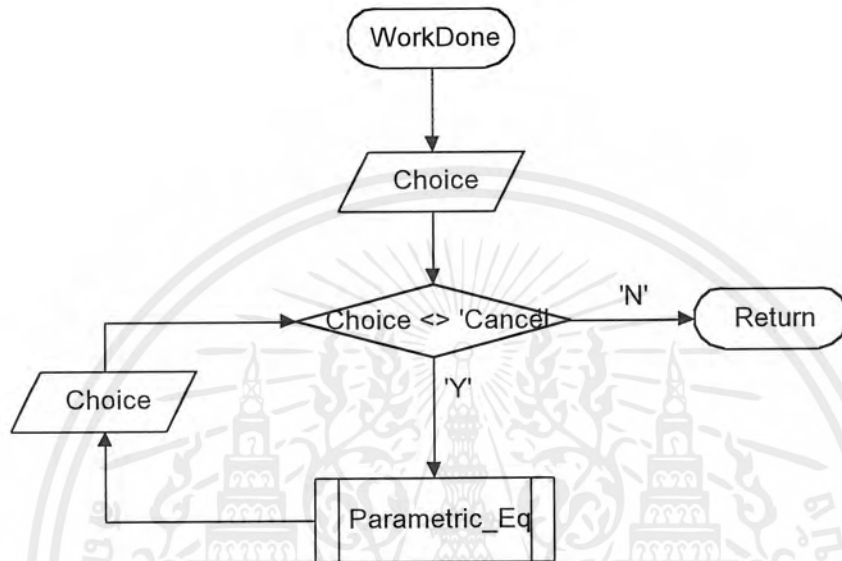 WorkDone
Choice
Choice <> 'Cancel
'N'
Return
Choice
'Y'
Parametric_Eq